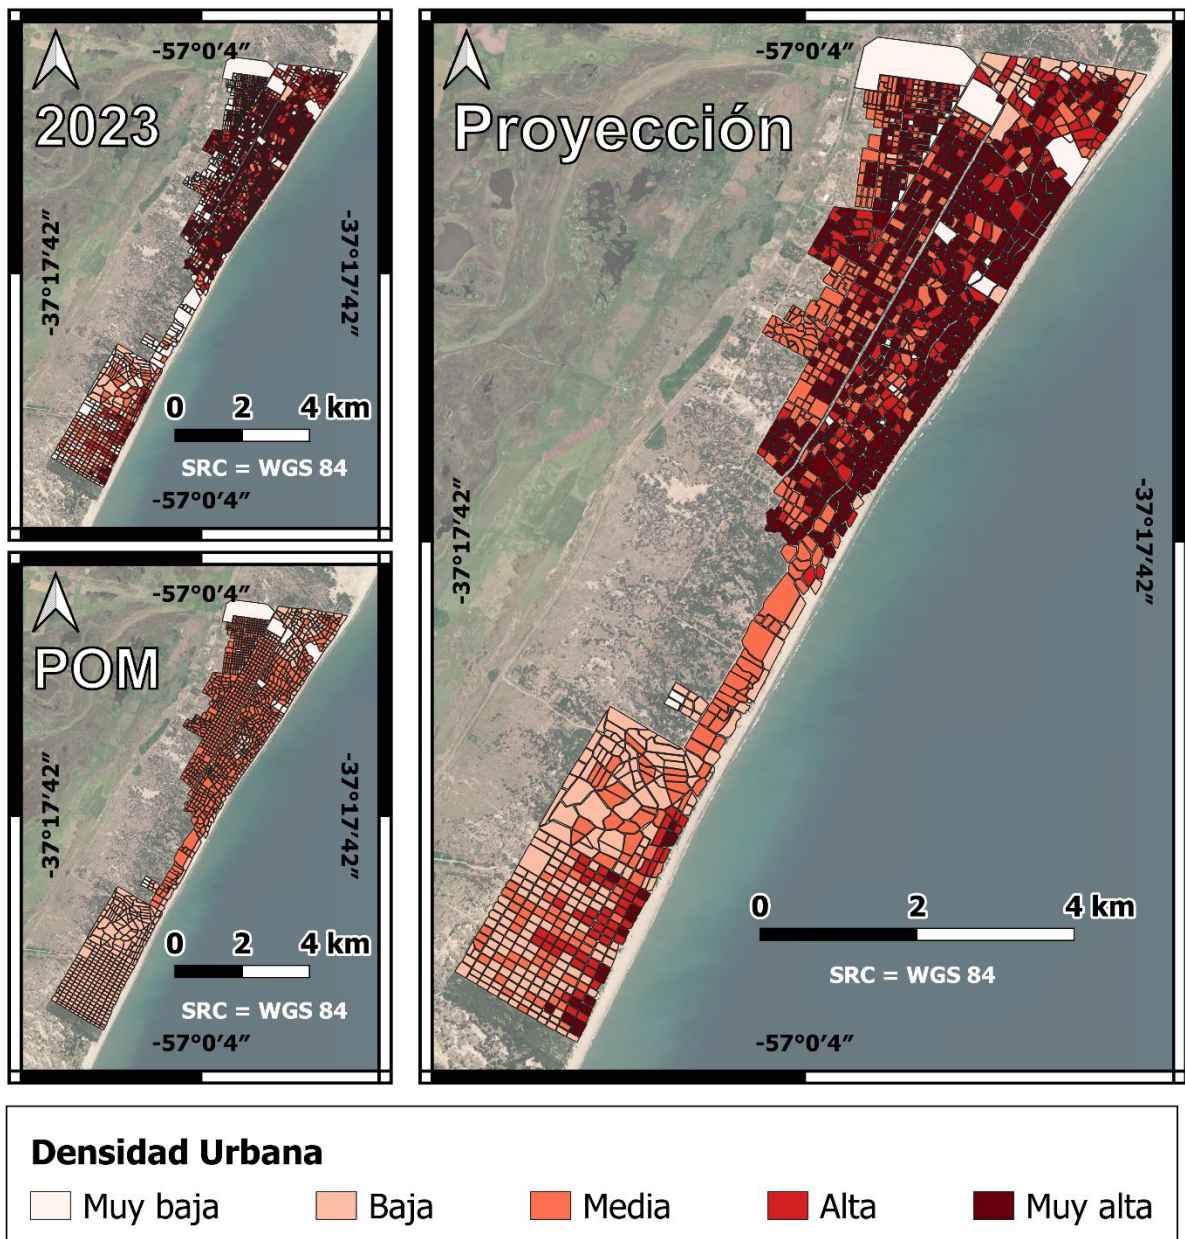 -57°0′4″
2023
-37°17′42″
-37°17′42″
0 2 4 km
SRC = WGS 84
-57°0′4″
-57°0′4″
POM
-37°17′42″
-37°17′42″
0 2 4 km
SRC = WGS 84
-57°0′4″
-57°0′4″
Proyección
-37°17′42″
-37°17′42″
0 2 4 km
SRC = WGS 84
-57°0′4″
Densidad Urbana
Muy baja Baja Media Alta Muy alta